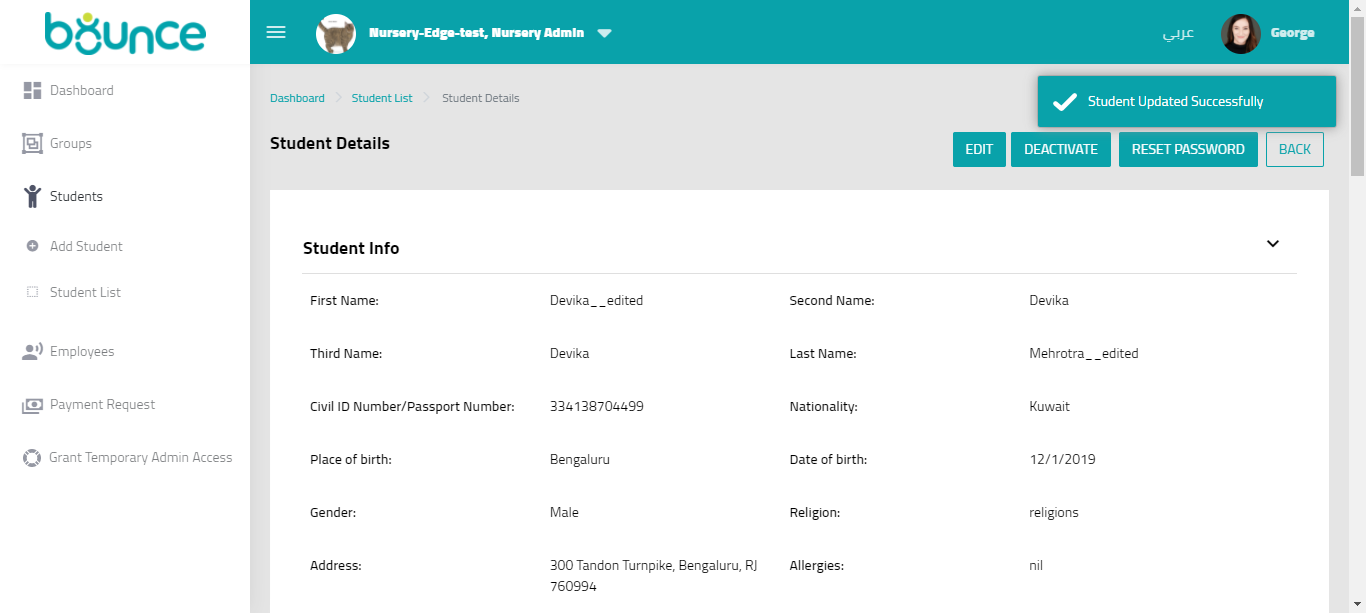 bounce
Nursery-Edge-test, Nursery Admin
عربي
George
Dashboard
Groups
Students
Add Student
Student List
Employees
Payment Request
Grant Temporary Admin Access
Dashboard Student List Student Details
Student Updated Successfully
Student Details
EDIT DEACTIVATE RESET PASSWORD BACK
Student Info
First Name: Devika__edited Second Name: Devika
Third Name: Devika Last Name: Mehrotra__edited
Civil ID Number/Passport Number: 334138704499 Nationality: Kuwait
Place of birth: Bengaluru Date of birth: 12/1/2019
Gender: Male Religion: religions
Address: 300 Tandon Turnpike, Bengaluru, RJ Allergies: nil
760994